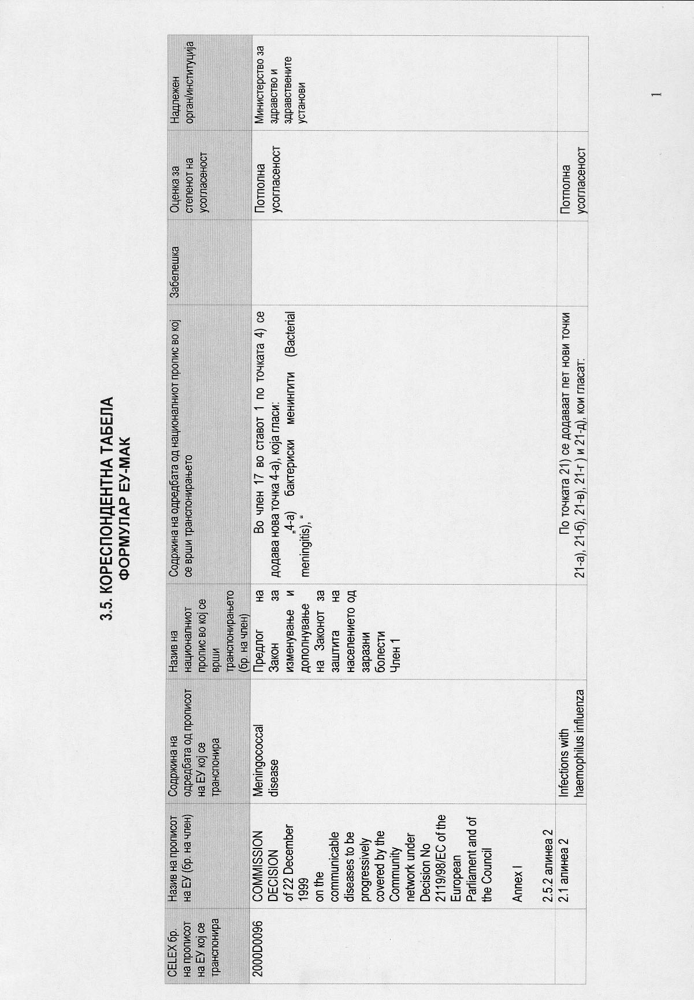 3.5. КОРЕСПОНДЕНТНА ТАБЕЛА
ФОРМУЛАР ЕУ-МАК
CELEX бр.
на прописот
на ЕУ кој се
транспонира
Назив на прописот
на ЕУ (бр. на член)
Содржина на
одредбата од прописот
на ЕУ кој се
транспонира
Назив на
националниот
пропис во кој се
врши
транспонирањето
(бр. на член)
Содржина на одредбата од националниот пропис во кој
се врши транспонирањето
Забелешка
Оценка за
степенот на
усогласеност
Надлежен
орган/институција
2000D0096
COMMISSION
DECISION
of 22 December
1999
on the
communicable
diseases to be
progressively
covered by the
Community
network under
Decision No
2119/98/EC of the
European
Parliament and of
the Council
Annex I
2.5.2 алинеа 2
Meningococcal
disease
Предлог на
Закон за
изменување и
дополнување
на Законот за
заштита на
населението од
заразни
болести
Член 1
Во член 17 во ставот 1 по точката 4) се
додава нова точка 4-а), која гласи:
„4-а) бактериски менингити (Bacterial
meningitis), “
Потполна
усогласеност
Министерство за
здравство и
здравствените
установи
2.1 алинеа 2
Infections with
haemophilus influenza
По точката 21) се додаваат пет нови точки
21-а), 21-б), 21-в), 21-г ) и 21-д), кои гласат:
Потполна
усогласеност
1